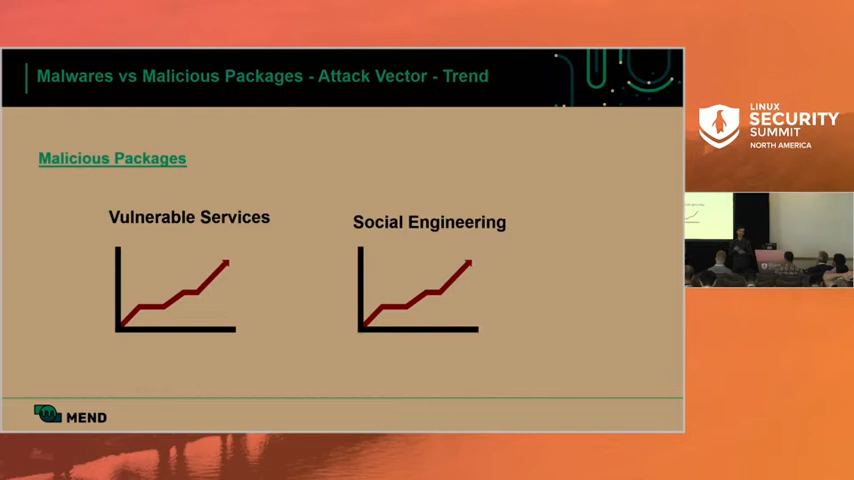 Malwares vs Malicious Packages - Attack Vector - Trend
Malicious Packages
Vulnerable Services
Social Engineering
MEND
LINUX
SECURITY
SUMMIT
NORTH AMERICA